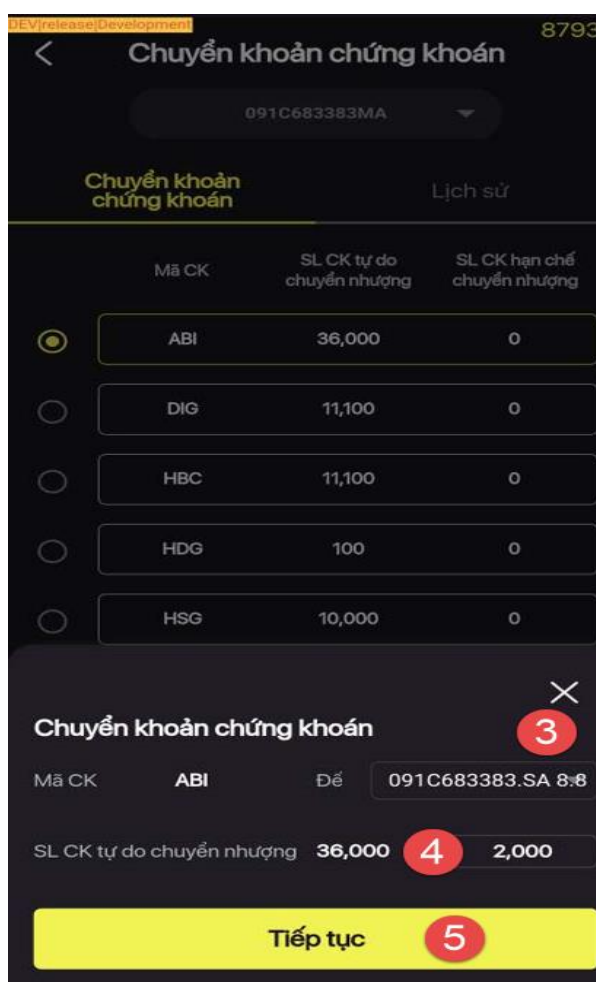 DEV|release|Development
8793
Chuyển khoản chứng khoán
091C683383MA
Chuyển khoản chứng khoán
Lịch sử
Mã CK
SL CK tự do chuyển nhượng
SL CK hạn chế chuyển nhượng
ABI 36,000 0
DIG 11,100 0
HBC 11,100 0
HDG 100 0
HSG 10,000 0
Chuyển khoản chứng khoán
3
Mã CK ABI Đế 091C683383.SA 8.8
SL CK tự do chuyển nhượng 36,000 4 2,000
Tiếp tục 5